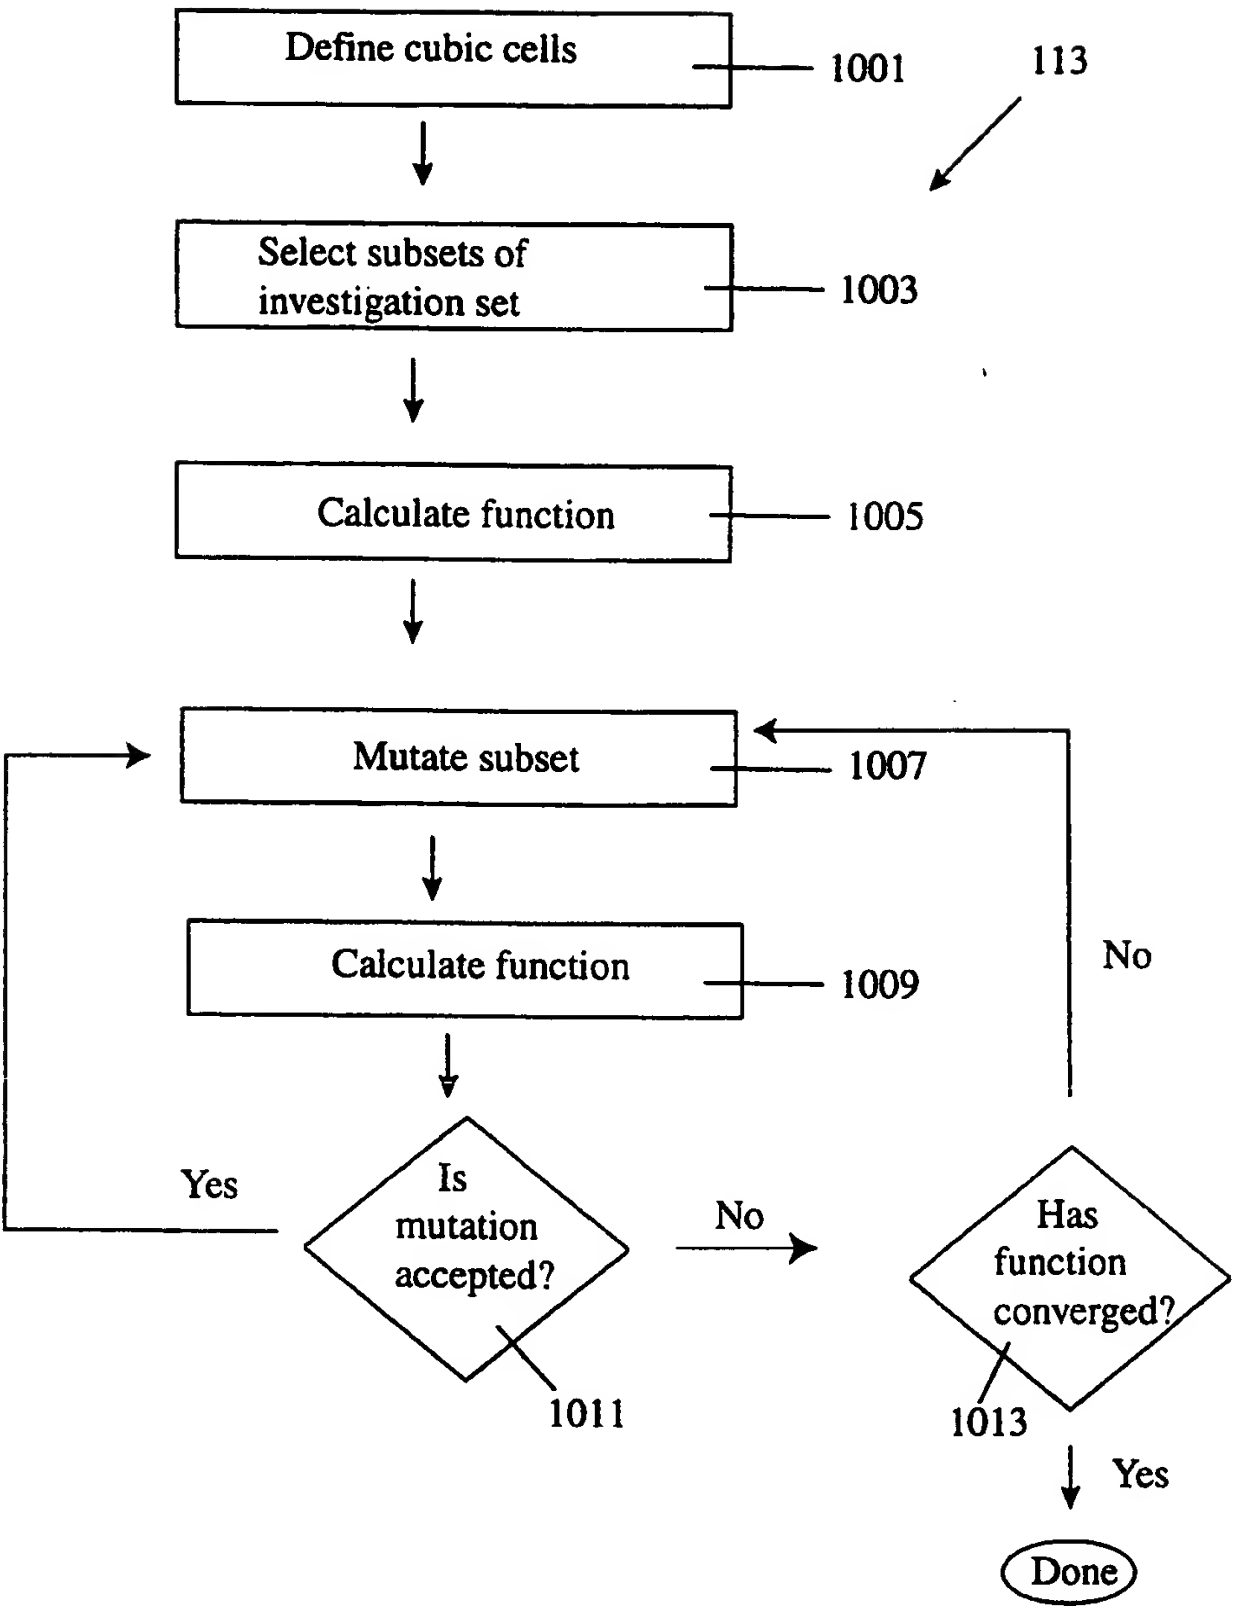 Define cubic cells
1001
113
Select subsets of
investigation set
1003
Calculate function
1005
Mutate subset
1007
Calculate function
1009
No
Yes
Is
mutation
accepted?
No
Has
function
converged?
1011
1013
Yes
Done